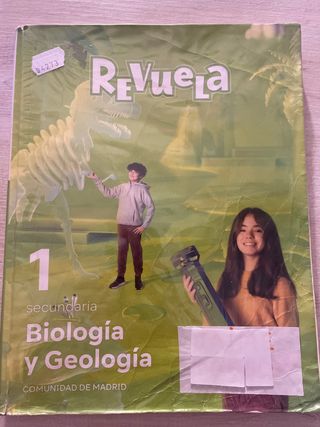 REVUELA
1
secundaria
Biología
y Geología
COMUNIDAD DE MADRID